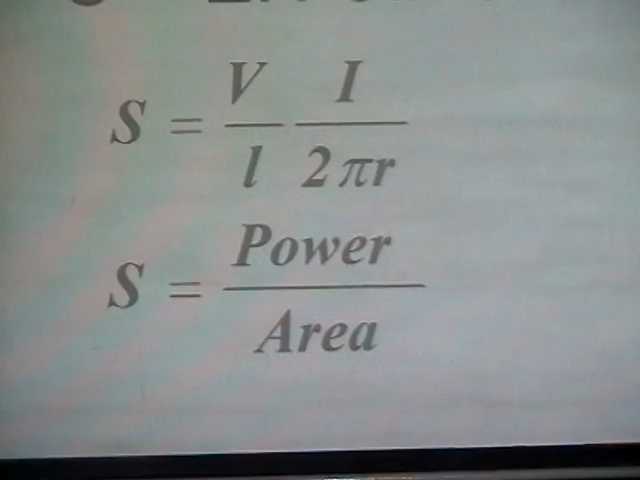 S = V/l I/2πr
S = Power/Area